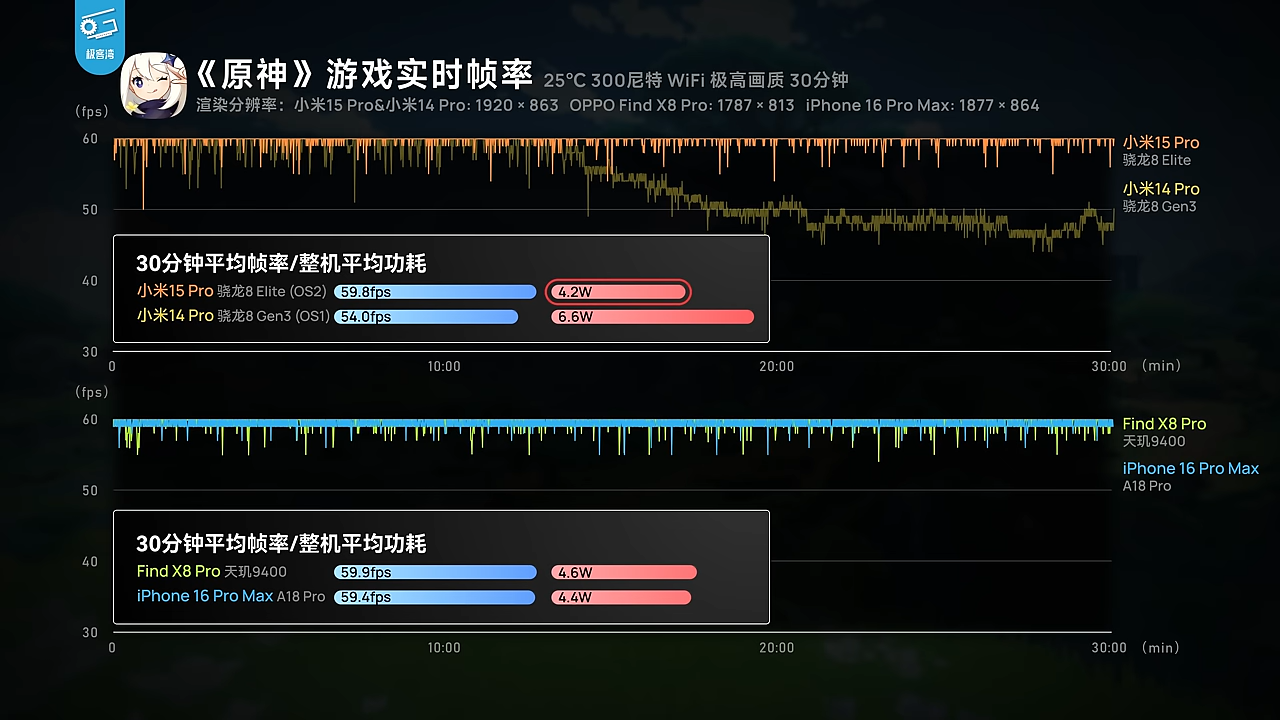 极客湾
《原神》游戏实时帧率 25℃ 300尼特 WiFi 极高画质 30分钟
渲染分辨率：小米15 Pro&小米14 Pro: 1920 × 863 OPPO Find X8 Pro: 1787 × 813 iPhone 16 Pro Max: 1877 × 864
(fps)
60
50
40
30
小米15 Pro
骁龙8 Elite
小米14 Pro
骁龙8 Gen3
30分钟平均帧率/整机平均功耗
小米15 Pro 骁龙8 Elite (OS2) 59.8fps 4.2W
小米14 Pro 骁龙8 Gen3 (OS1) 54.0fps 6.6W
0 10:00 20:00 30:00 (min)
(fps)
60
50
40
30
Find X8 Pro
天玑9400
iPhone 16 Pro Max
A18 Pro
30分钟平均帧率/整机平均功耗
Find X8 Pro 天玑9400 59.9fps 4.6W
iPhone 16 Pro Max A18 Pro 59.4fps 4.4W
0 10:00 20:00 30:00 (min)